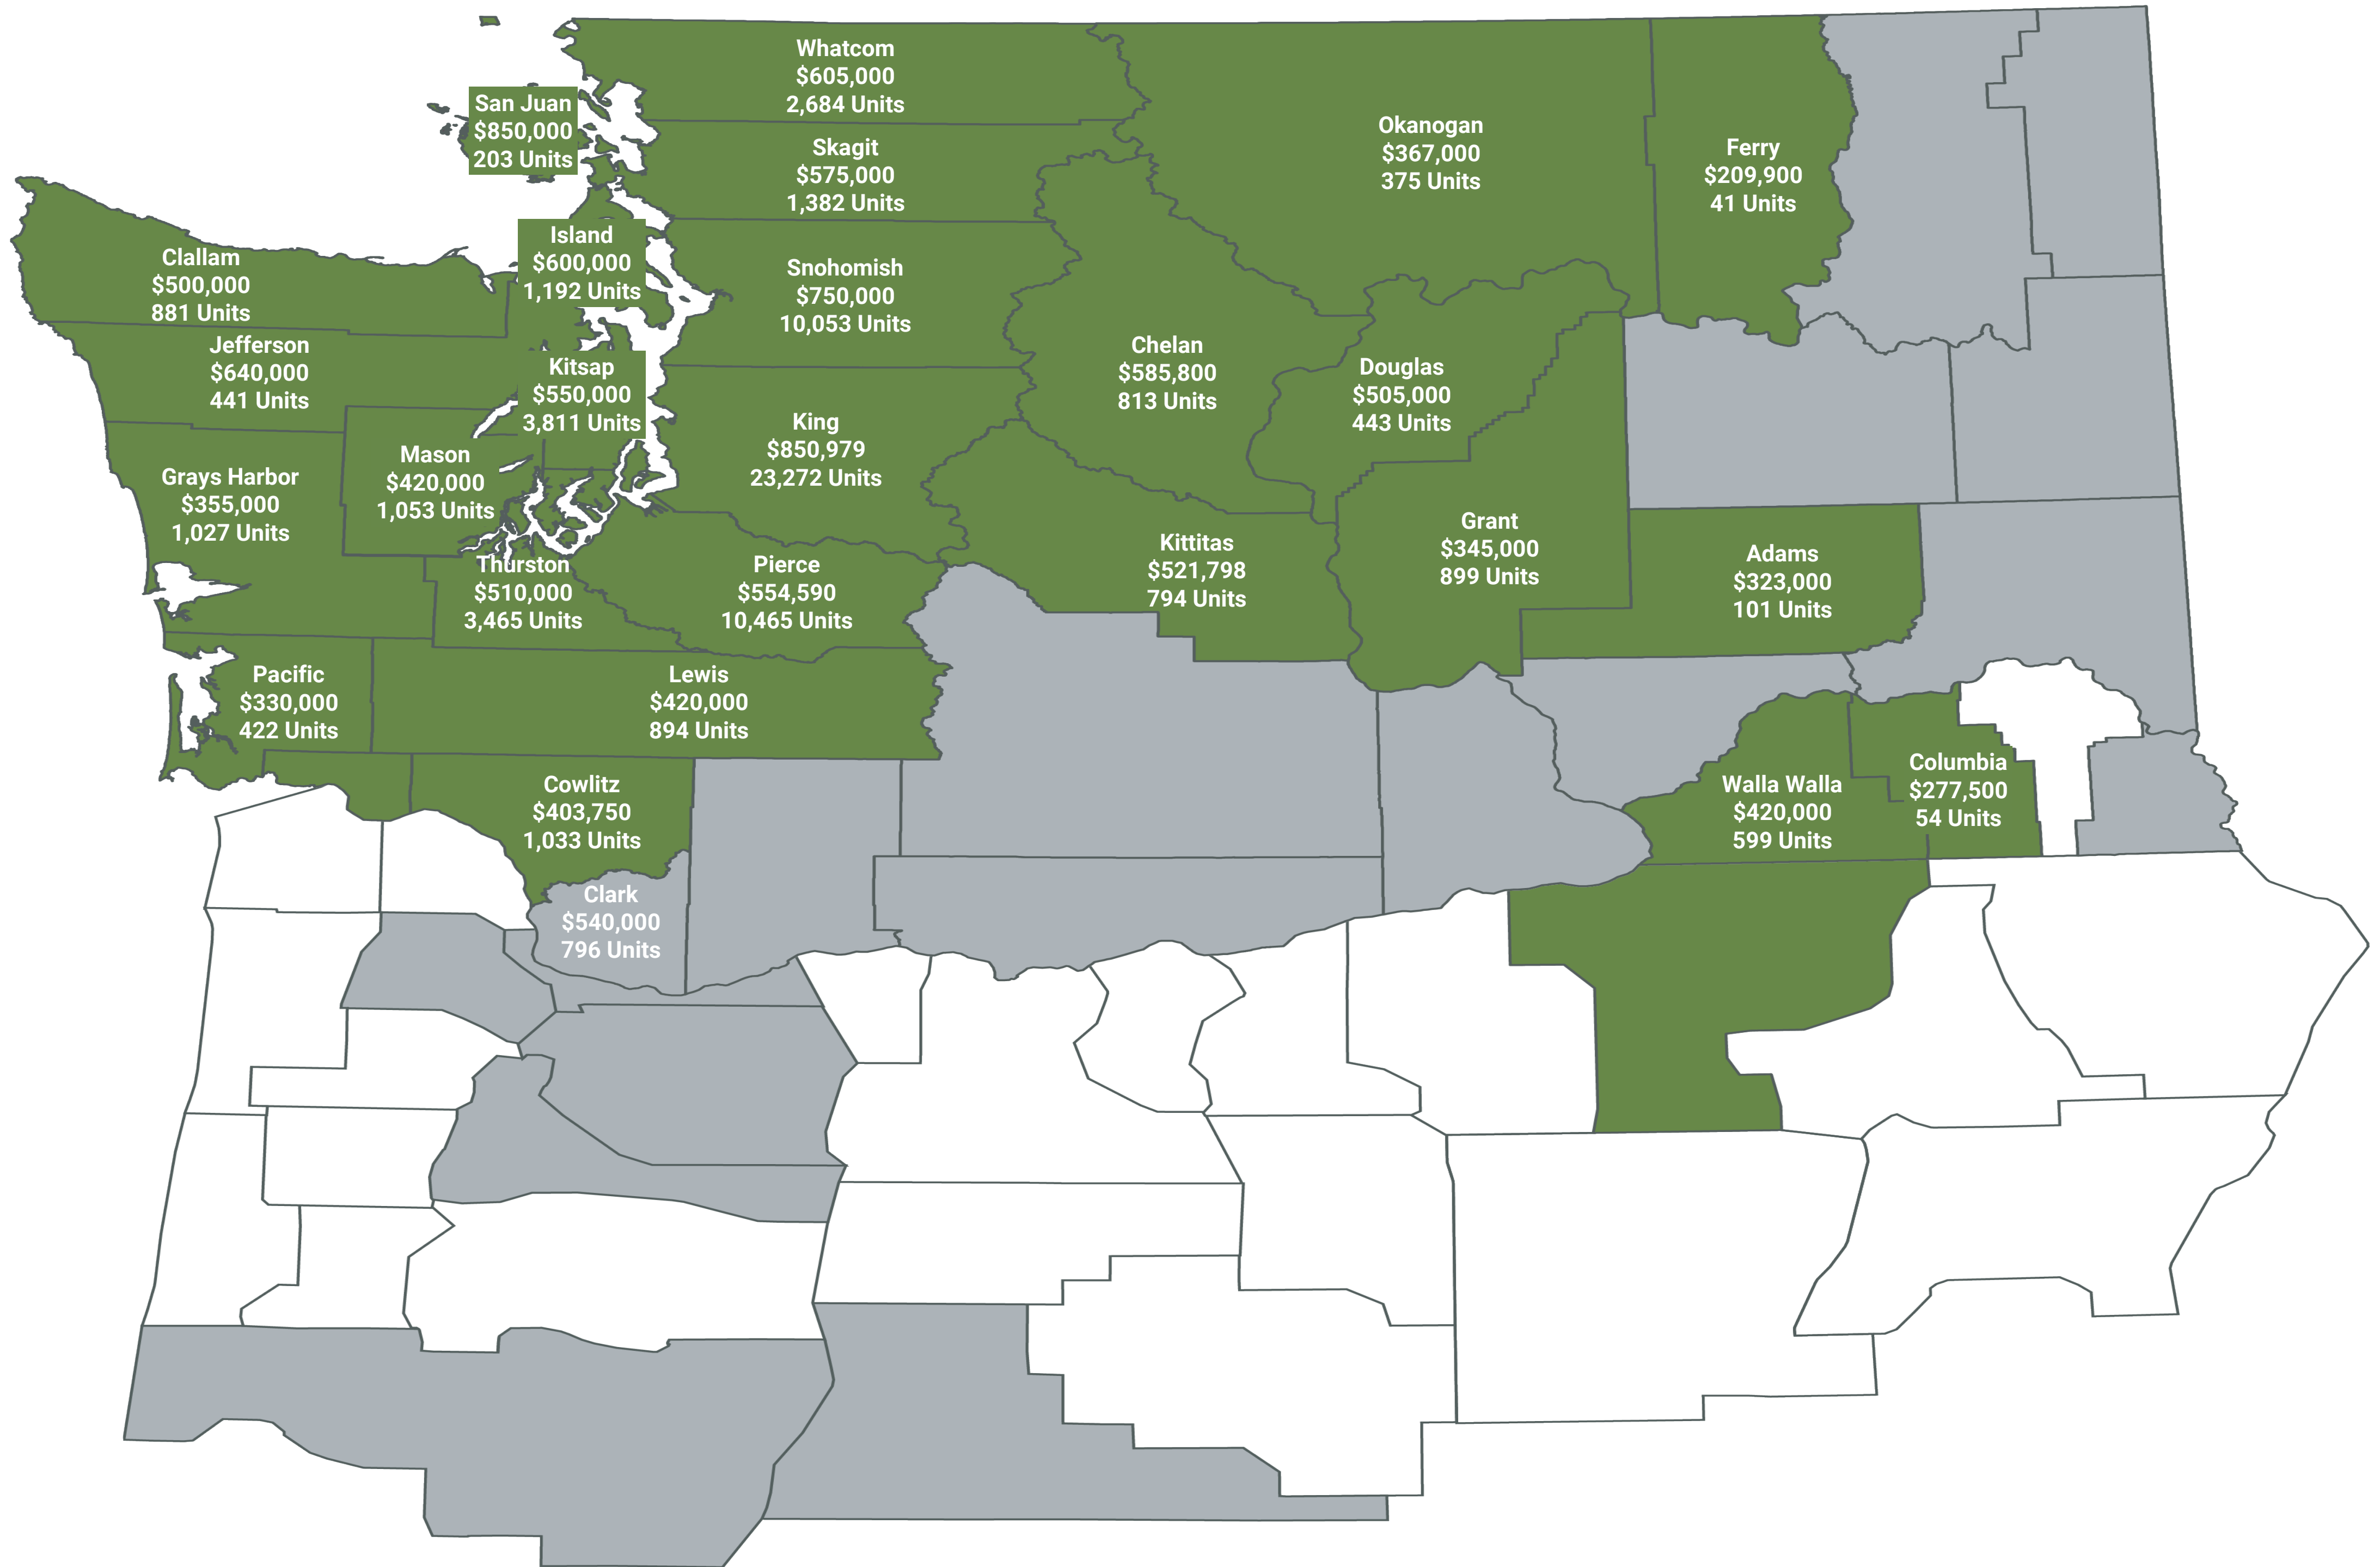 Whatcom
$605,000
2,684 Units
San Juan
$850,000
203 Units
Skagit
$575,000
1,382 Units
Okanogan
$367,000
375 Units
Ferry
$209,900
41 Units
Island
$600,000
1,192 Units
Clallam
$500,000
881 Units
Snohomish
$750,000
10,053 Units
Jefferson
$640,000
441 Units
Kitsap
$550,000
3,811 Units
Chelan
$585,800
813 Units
Douglas
$505,000
443 Units
King
$850,979
23,272 Units
Mason
$420,000
1,053 Units
Grays Harbor
$355,000
1,027 Units
Kittitas
$521,798
794 Units
Grant
$345,000
899 Units
Adams
$323,000
101 Units
Thurston
$510,000
3,465 Units
Pierce
$554,590
10,465 Units
Pacific
$330,000
422 Units
Lewis
$420,000
894 Units
Cowlitz
$403,750
1,033 Units
Walla Walla
$420,000
599 Units
Columbia
$277,500
54 Units
Clark
$540,000
796 Units